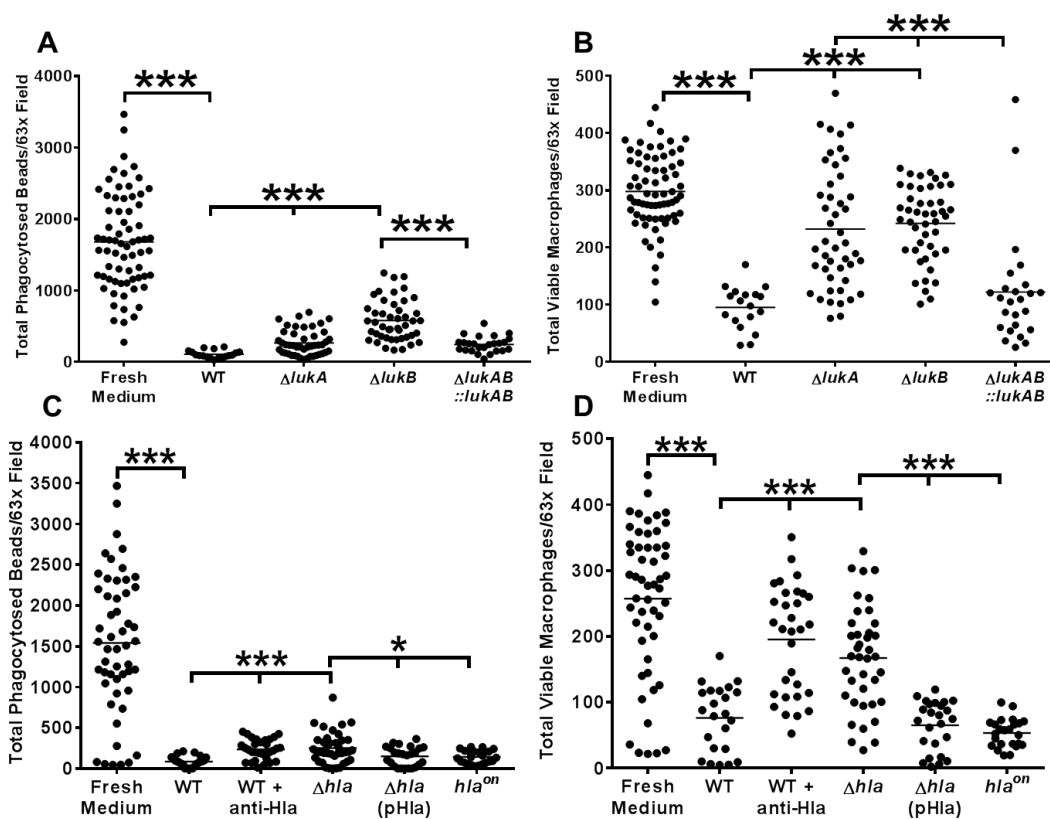 A
Total Phagocytosed Beads/63x Field
4000
3000
2000
1000
0
***
***
***
Fresh Medium
WT
ΔlukA
ΔlukB
ΔlukAB ::lukAB
B
Total Viable Macrophages/63x Field
500
400
300
200
100
0
***
***
***
Fresh Medium
WT
ΔlukA
ΔlukB
ΔlukAB ::lukAB
C
Total Phagocytosed Beads/63x Field
4000
3500
3000
2500
2000
1500
1000
500
0
***
***
*
Fresh Medium
WT
WT + anti-Hla
Δhla
Δhla (pHla)
hlaᵒⁿ
D
Total Viable Macrophages/63x Field
500
400
300
200
100
0
***
***
***
Fresh Medium
WT
WT + anti-Hla
Δhla
Δhla (pHla)
hlaᵒⁿ